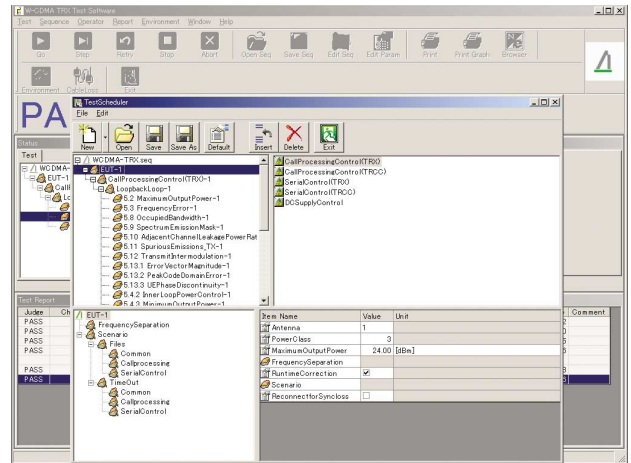 W-CDMA TRX Test Software
Test Sequence Operator Report Environment Window Help
Go Step Retry Stop Abort Open Seq Save Seq Edit Seq Edit Param Print Print Graph Browser
Environment CableLoss Exit
PA
Status
Test
WCDMA-
EUT-1
Call
Lo
TestScheduler
File Edit
New Open Save Save As Default Insert Delete Exit
WCDMA-TRX.seq
EUT-1
CallProcessingControl(TRX)-1
LoopbackLoop-1
5.2 MaximumOutputPower-1
5.3 FrequencyError-1
5.8 OccupiedBandwidth-1
5.9 SpectrumEmissionMask-1
5.10 AdjacentChannelLeakagePowerRat
5.11 SpuriousEmissions_TX-1
5.12 TransmitIntermodulation-1
5.13.1 ErrorVectorMagnitude-1
5.13.2 PeakCodeDomainError-1
5.13.3 UEPhaseDiscontinuity-1
5.4.2 InnerLoopPowerControl-1
5.4.3 MinimumOutputPower-1
CallProcessingControl(TRX)
CallProcessingControl(TRCC)
SerialControl(TRX)
SerialControl(TRCC)
DCSupplyControl
EUT-1
FrequencySeparation
Scenario
Files
Common
Callprocessing
SerialControl
TimeOut
Common
Callprocessing
SerialControl
Item Name Value Unit
Antenna 1
PowerClass 3
MaximumOutputPower 24.00 [dBm]
FrequencySeparation
RuntimeCorrection
Scenario
ReconnectforSyncloss
Test Report
Judge Ch
PASS
PASS
PASS
PASS
PASS
PASS
Comment